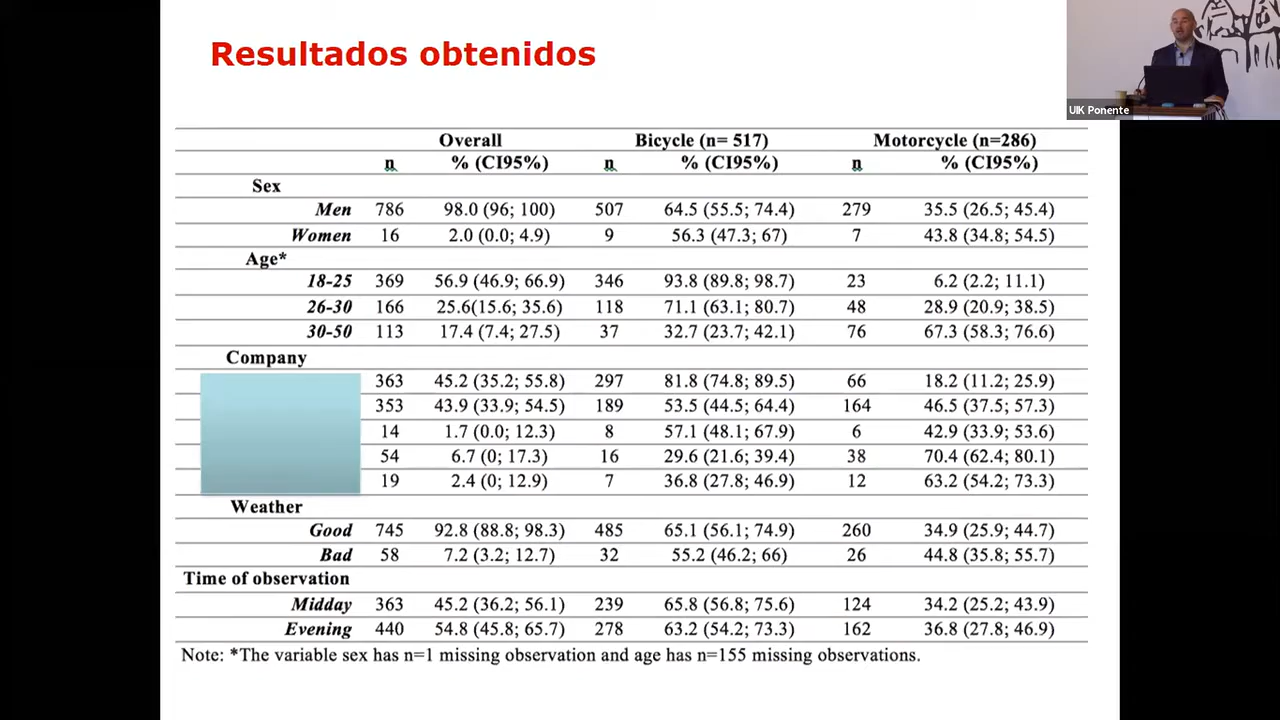 Resultados obtenidos
UIK Ponente
Overall Bicycle (n= 517) Motorcycle (n=286)
n % (CI95%) n % (CI95%) n % (CI95%)
Sex
Men 786 98.0 (96; 100) 507 64.5 (55.5; 74.4) 279 35.5 (26.5; 45.4)
Women 16 2.0 (0.0; 4.9) 9 56.3 (47.3; 67) 7 43.8 (34.8; 54.5)
Age*
18-25 369 56.9 (46.9; 66.9) 346 93.8 (89.8; 98.7) 23 6.2 (2.2; 11.1)
26-30 166 25.6(15.6; 35.6) 118 71.1 (63.1; 80.7) 48 28.9 (20.9; 38.5)
30-50 113 17.4 (7.4; 27.5) 37 32.7 (23.7; 42.1) 76 67.3 (58.3; 76.6)
Company
363 45.2 (35.2; 55.8) 297 81.8 (74.8; 89.5) 66 18.2 (11.2; 25.9)
353 43.9 (33.9; 54.5) 189 53.5 (44.5; 64.4) 164 46.5 (37.5; 57.3)
14 1.7 (0.0; 12.3) 8 57.1 (48.1; 67.9) 6 42.9 (33.9; 53.6)
54 6.7 (0; 17.3) 16 29.6 (21.6; 39.4) 38 70.4 (62.4; 80.1)
19 2.4 (0; 12.9) 7 36.8 (27.8; 46.9) 12 63.2 (54.2; 73.3)
Weather
Good 745 92.8 (88.8; 98.3) 485 65.1 (56.1; 74.9) 260 34.9 (25.9; 44.7)
Bad 58 7.2 (3.2; 12.7) 32 55.2 (46.2; 66) 26 44.8 (35.8; 55.7)
Time of observation
Midday 363 45.2 (36.2; 56.1) 239 65.8 (56.8; 75.6) 124 34.2 (25.2; 43.9)
Evening 440 54.8 (45.8; 65.7) 278 63.2 (54.2; 73.3) 162 36.8 (27.8; 46.9)
Note: *The variable sex has n=1 missing observation and age has n=155 missing observations.